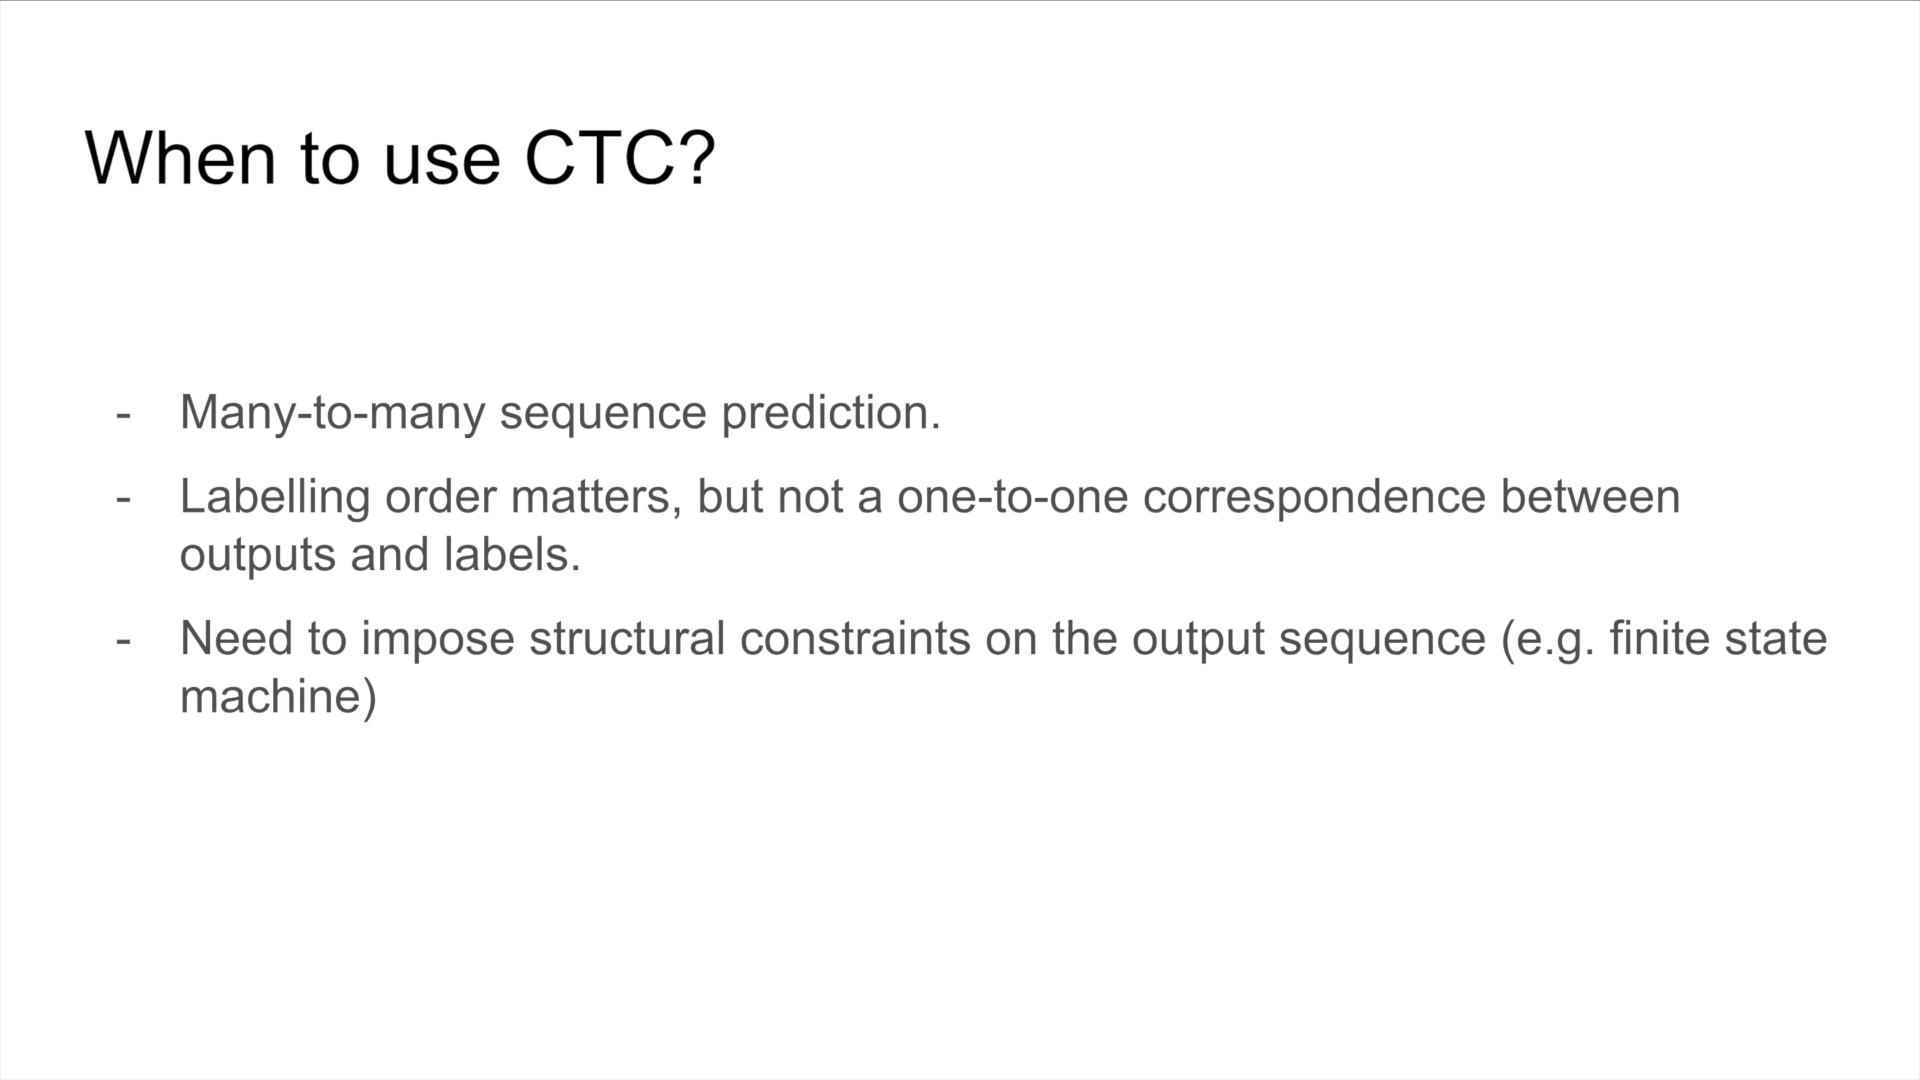 When to use CTC?
- Many-to-many sequence prediction.
- Labelling order matters, but not a one-to-one correspondence between
outputs and labels.
- Need to impose structural constraints on the output sequence (e.g. finite state
machine)